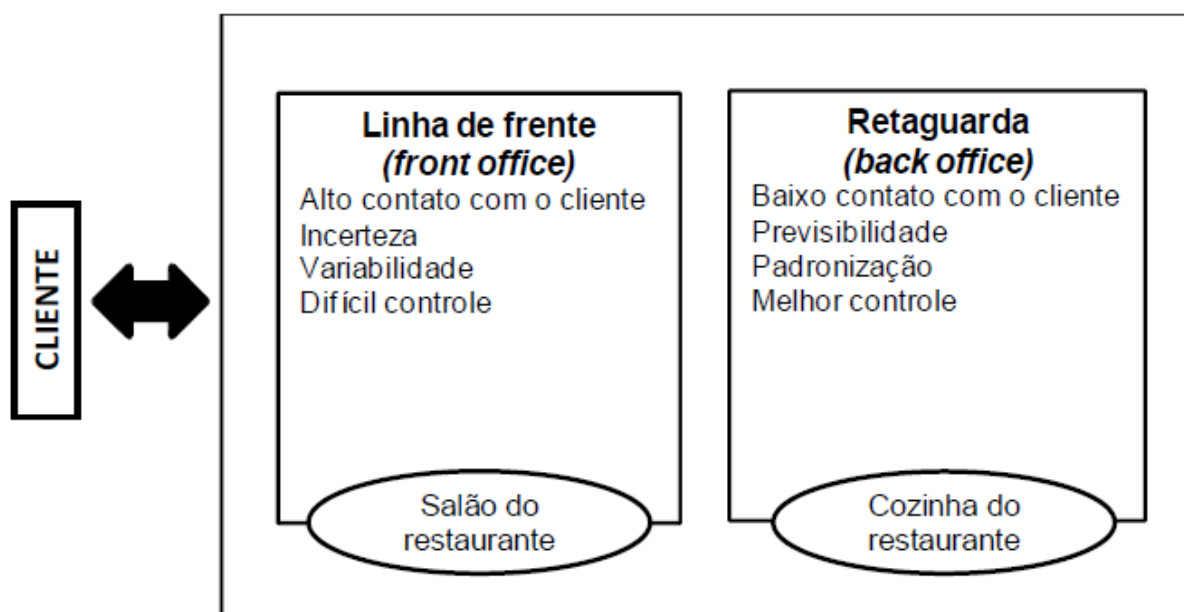 CLIENTE
Linha de frente
(front office)
Alto contato com o cliente
Incerteza
Variabilidade
Difícil controle
Salão do
restaurante
Retaguarda
(back office)
Baixo contato com o cliente
Previsibilidade
Padronização
Melhor controle
Cozinha do
restaurante